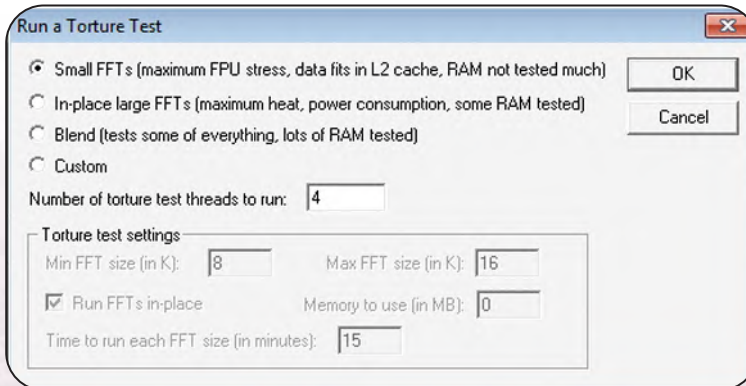 Run a Torture Test
Small FFTs (maximum FPU stress, data fits in L2 cache, RAM not tested much)
OK
In-place large FFTs (maximum heat, power consumption, some RAM tested)
Cancel
Blend (tests some of everything, lots of RAM tested)
Custom
Number of torture test threads to run: 4
Torture test settings
Min FFT size (in K): 8 Max FFT size (in K): 16
Run FFTs in-place Memory to use (in MB): 0
Time to run each FFT size (in minutes): 15